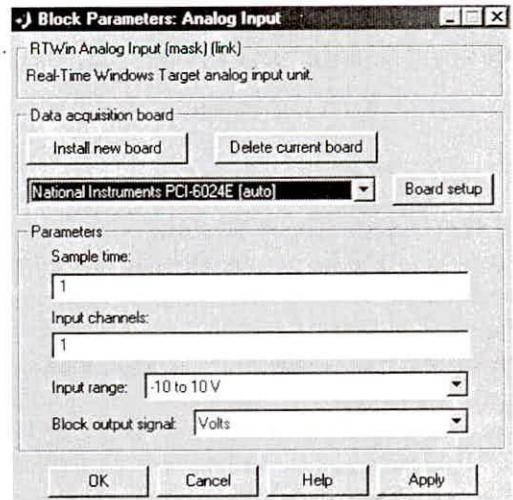 Block Parameters: Analog Input
RTWin Analog Input (mask) (link)
Real-Time Windows Target analog input unit.
Data acquisition board
Install new board Delete current board
National Instruments PCI-6024E [auto] Board setup
Parameters
Sample time:
1
Input channels:
1
Input range: -10 to 10 V
Block output signal: Volts
OK Cancel Help Apply